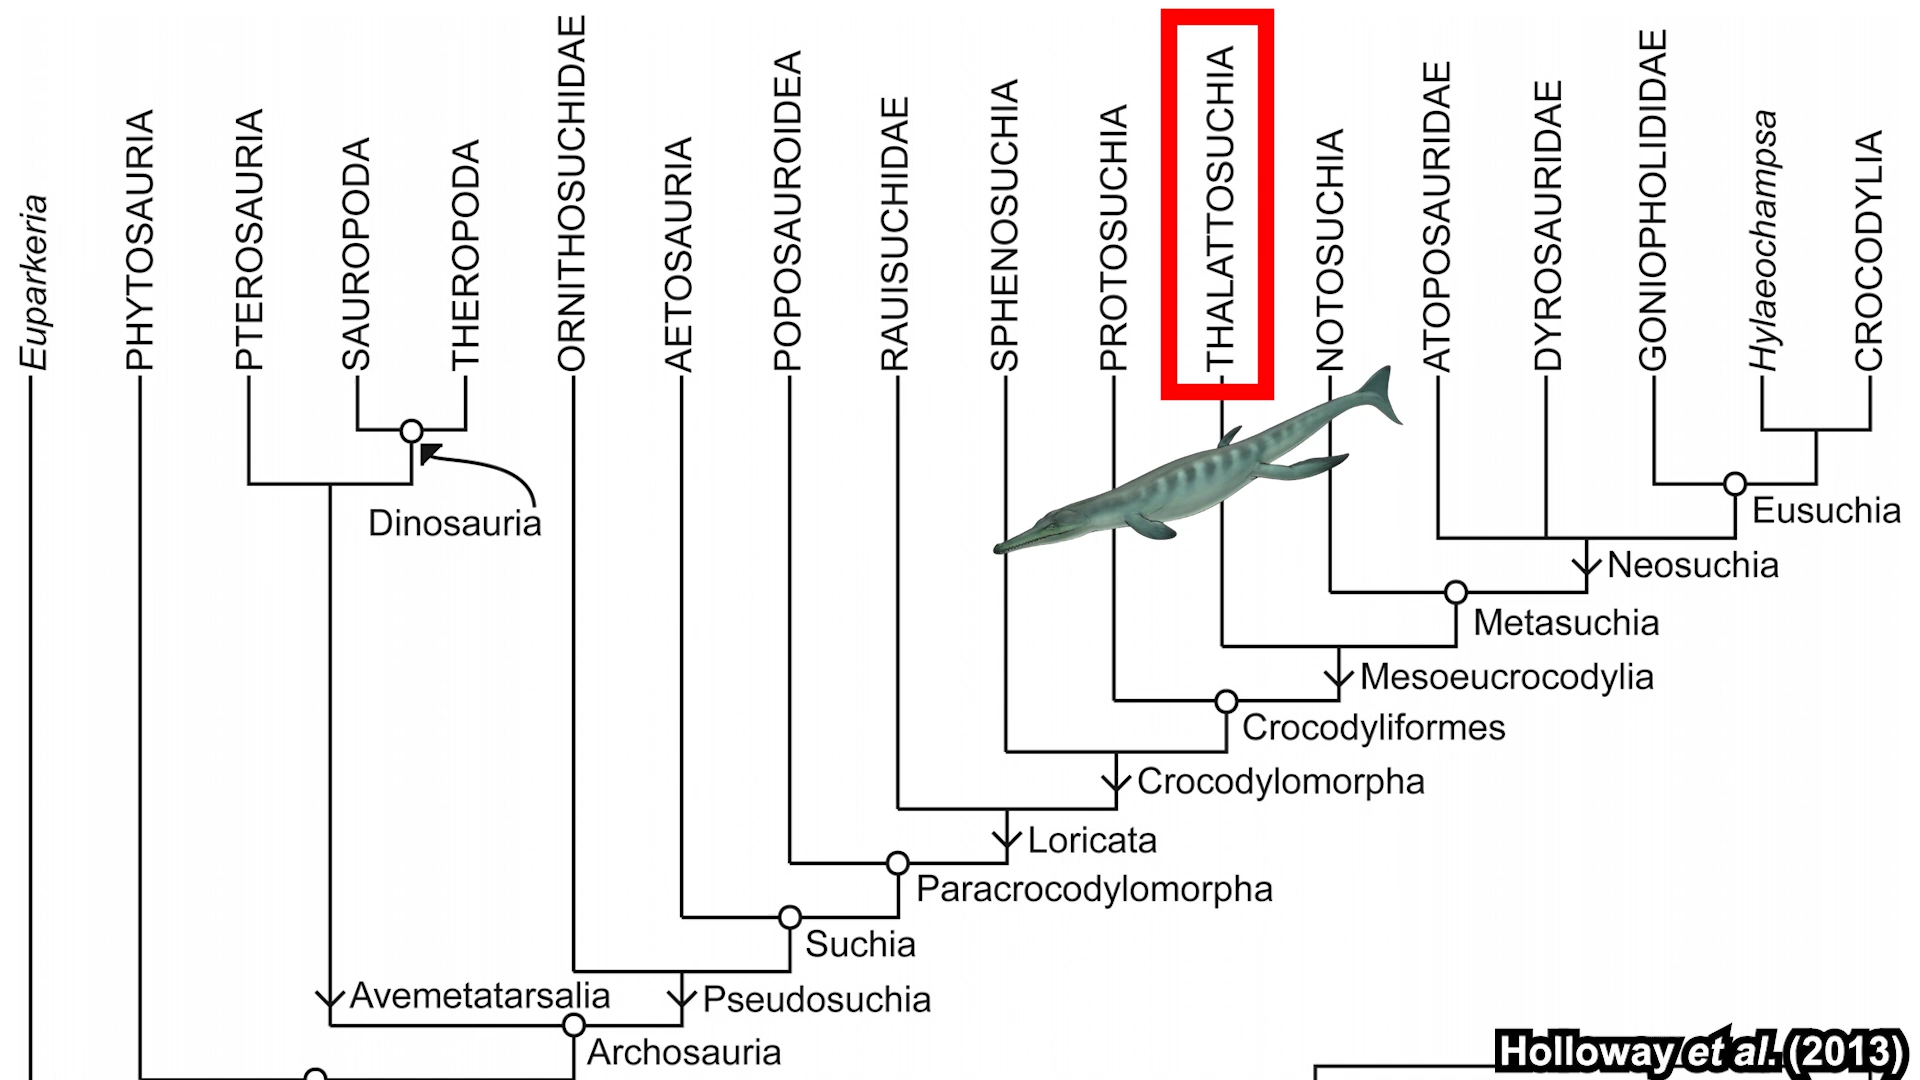 Euparkeria
PHYTOSAURIA
PTEROSAURIA
SAUROPODA
THEROPODA
ORNITHOSUCHIDAE
AETOSAURIA
POPOSAUROIDEA
RAUISUCHIDAE
SPHENOSUCHIA
PROTOSUCHIA
THALATTOSUCHIA
NOTOSUCHIA
ATOPOSAURIDAE
DYROSAURIDAE
GONIOPHOLIDIDAE
Hylaeochampsa
CROCODYLIA
Dinosauria
Eusuchia
Neosuchia
Metasuchia
Mesoeucrocodylia
Crocodyliformes
Crocodylomorpha
Loricata
Paracrocodylomorpha
Suchia
Avemetatarsalia
Pseudosuchia
Archosauria
Holloway et al. (2013)